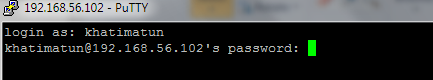 192.168.56.102 - PuTTY
login as: khatimatun
khatimatun@192.168.56.102's password: